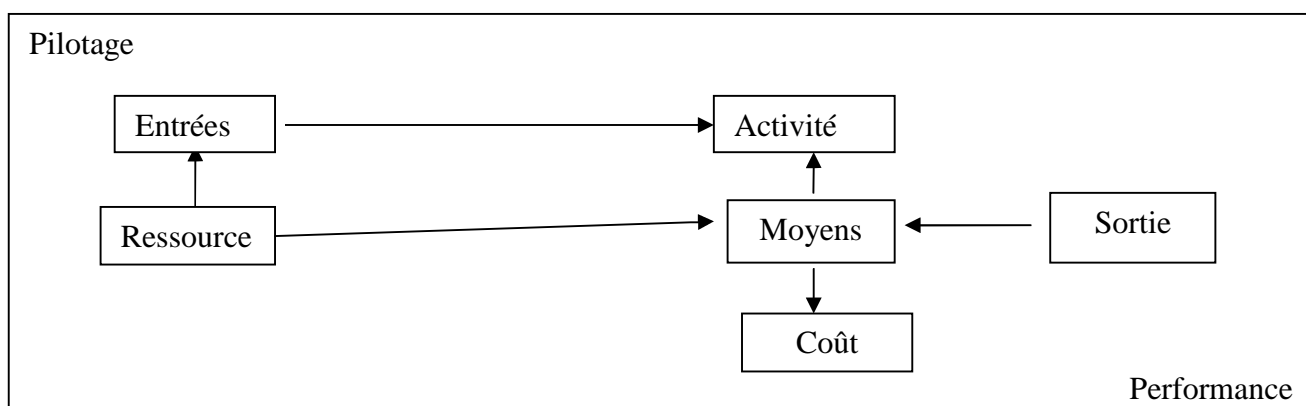 Pilotage
Entrées
Activité
Ressource
Moyens
Sortie
Coût
Performance